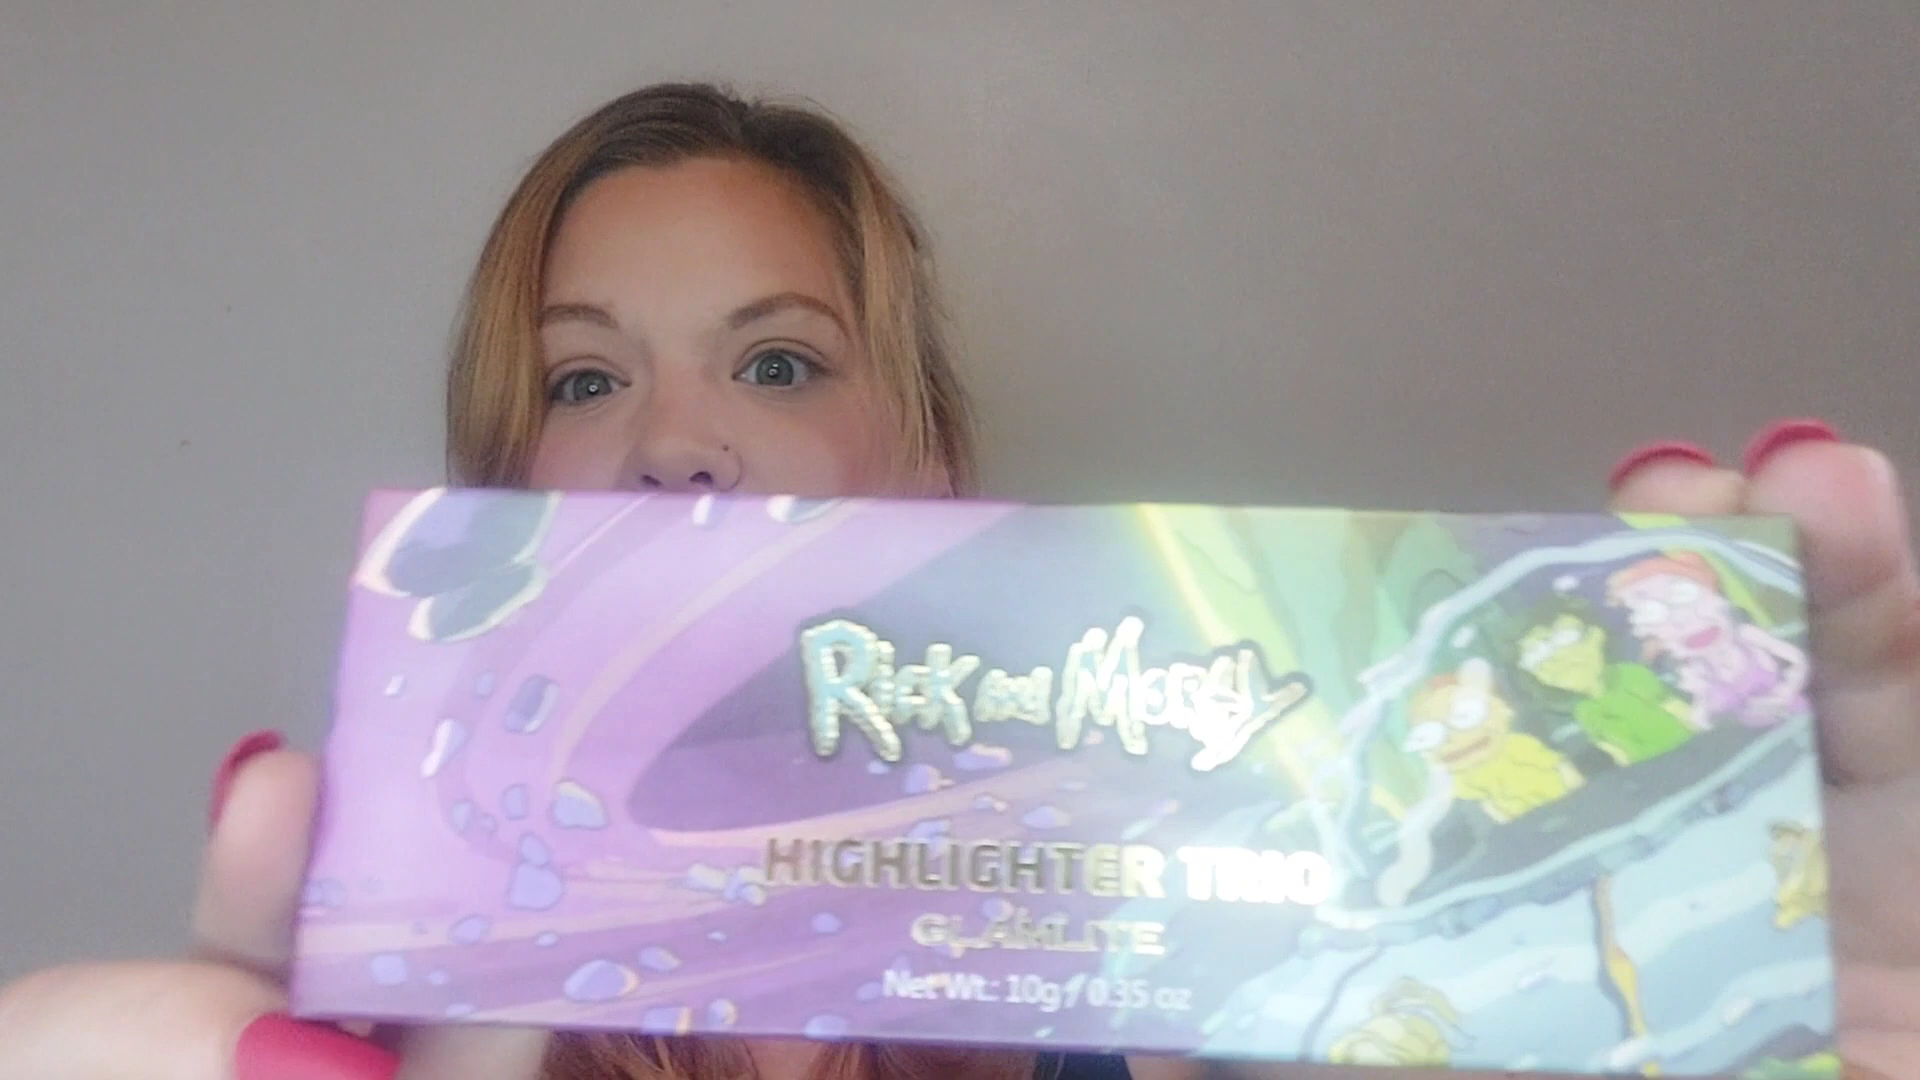 Rick and Morty
HIGHLIGHTER TRIO
GLAMLITE
Net Wt.: 10g / 0.35 oz